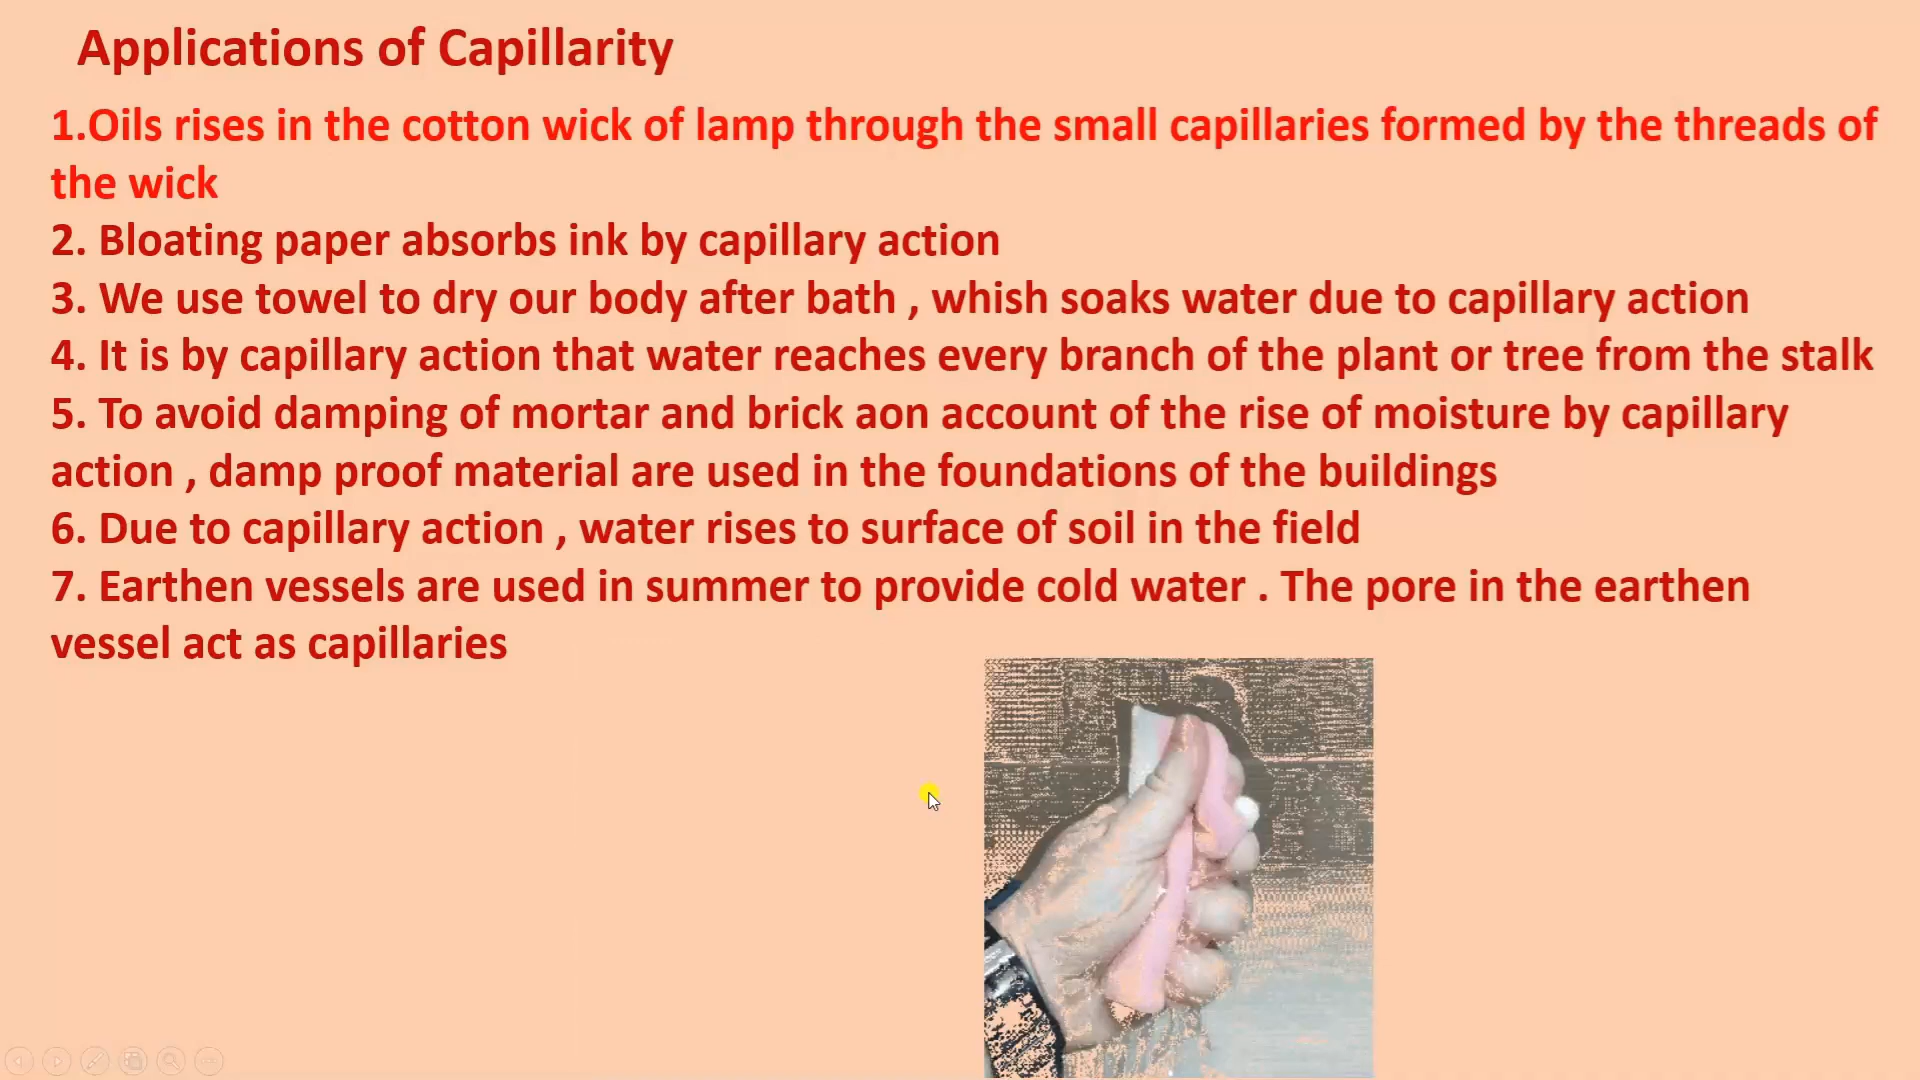 Applications of Capillarity
1.Oils rises in the cotton wick of lamp through the small capillaries formed by the threads of
the wick
2. Bloating paper absorbs ink by capillary action
3. We use towel to dry our body after bath , whish soaks water due to capillary action
4. It is by capillary action that water reaches every branch of the plant or tree from the stalk
5. To avoid damping of mortar and brick aon account of the rise of moisture by capillary
action , damp proof material are used in the foundations of the buildings
6. Due to capillary action , water rises to surface of soil in the field
7. Earthen vessels are used in summer to provide cold water . The pore in the earthen
vessel act as capillaries